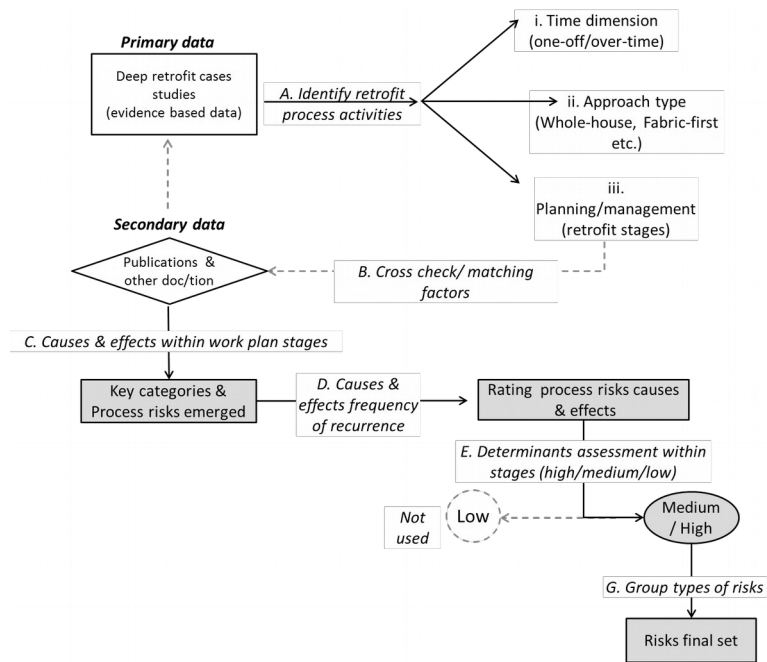 Primary data
Deep retrofit cases
studies
(evidence based data)
A. Identify retrofit
process activities
i. Time dimension
(one-off/over-time)
ii. Approach type
(Whole-house, Fabric-first
etc.)
iii.
Planning/management
(retrofit stages)
Secondary data
Publications &
other doc/tion
B. Cross check/ matching
factors
C. Causes & effects within work plan stages
Key categories &
Process risks emerged
D. Causes &
effects frequency
of recurrence
Rating process risks causes
& effects
E. Determinants assessment within
stages (high/medium/low)
Not
used
Low
Medium
/ High
G. Group types of risks
Risks final set